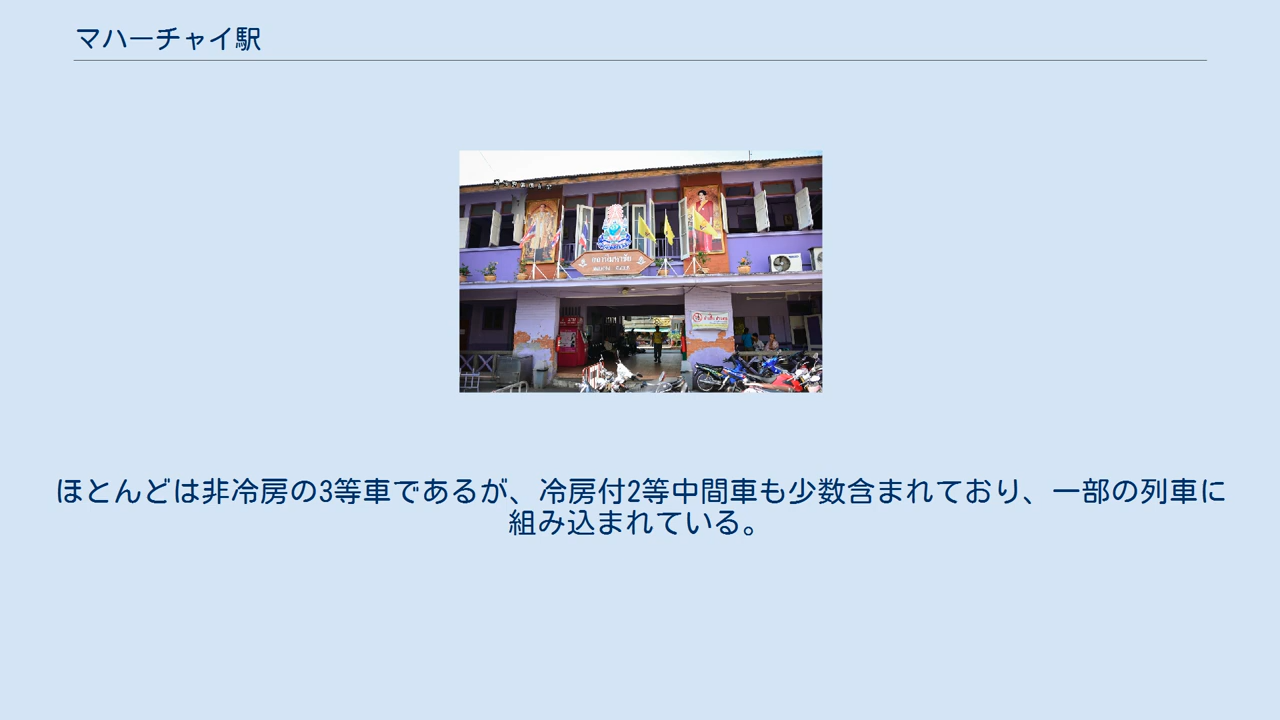 マハーチャイ駅
ほとんどは非冷房の3等車であるが、冷房付2等中間車も少数含まれており、一部の列車に
組み込まれている。